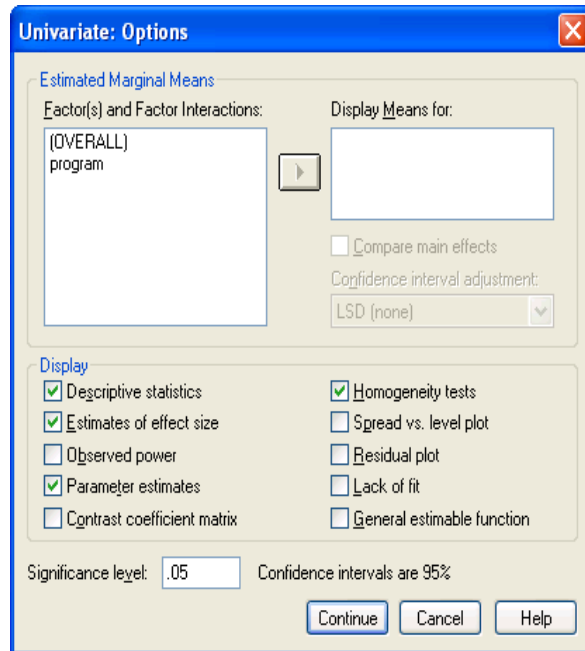 Univariate: Options
Estimated Marginal Means
Factor(s) and Factor Interactions:
(OVERALL)
program
Display Means for:
Compare main effects
Confidence interval adjustment:
LSD (none)
Display
Descriptive statistics
Estimates of effect size
Observed power
Parameter estimates
Contrast coefficient matrix
Homogeneity tests
Spread vs. level plot
Residual plot
Lack of fit
General estimable function
Significance level: .05 Confidence intervals are 95%
Continue Cancel Help